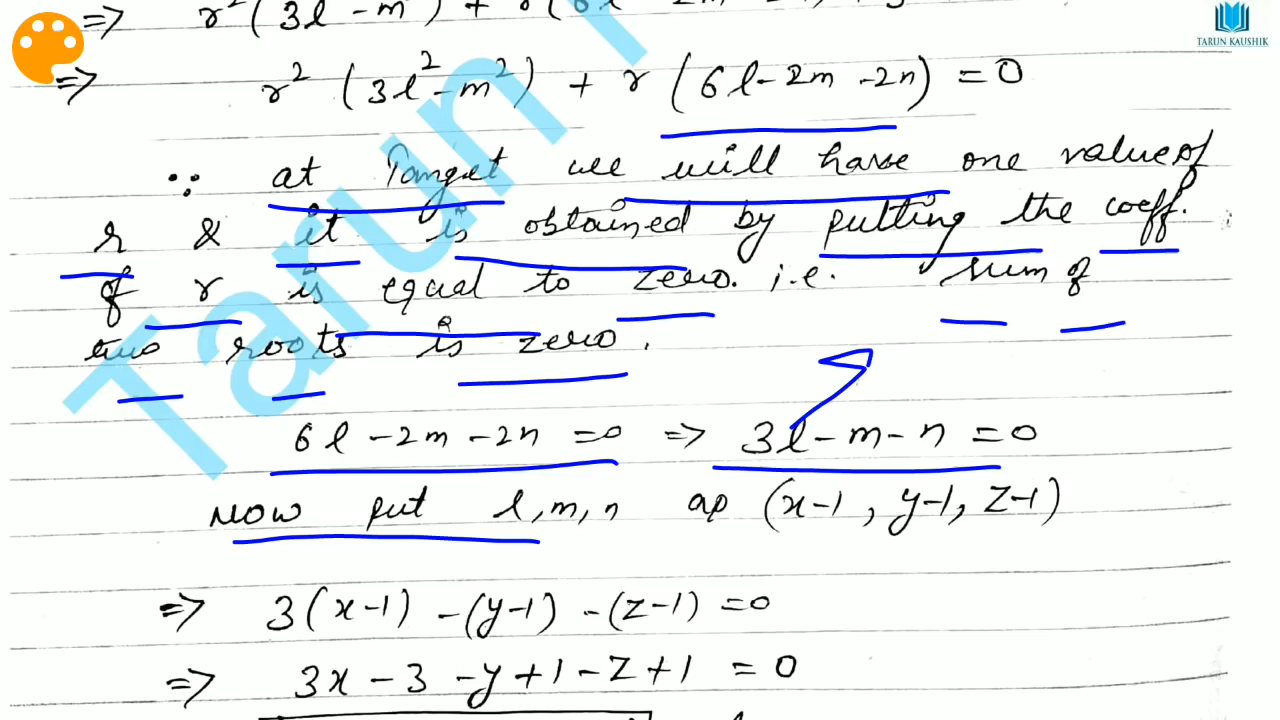 TARUN KAUSHIK
=> r² (3l² - m²) + r (6l - 2m - 2n) = 0
∵ at Tanget we will have one value of
r & it is obtained by putting the coeff.
of r is equal to zero. i.e. sum of
two roots is zero.
6l - 2m - 2n = 0 => 3l - m - n = 0
Now put l, m, n as (x-1, y-1, z-1)
=> 3(x-1) - (y-1) - (z-1) = 0
=> 3x - 3 - y + 1 - z + 1 = 0
Tarun